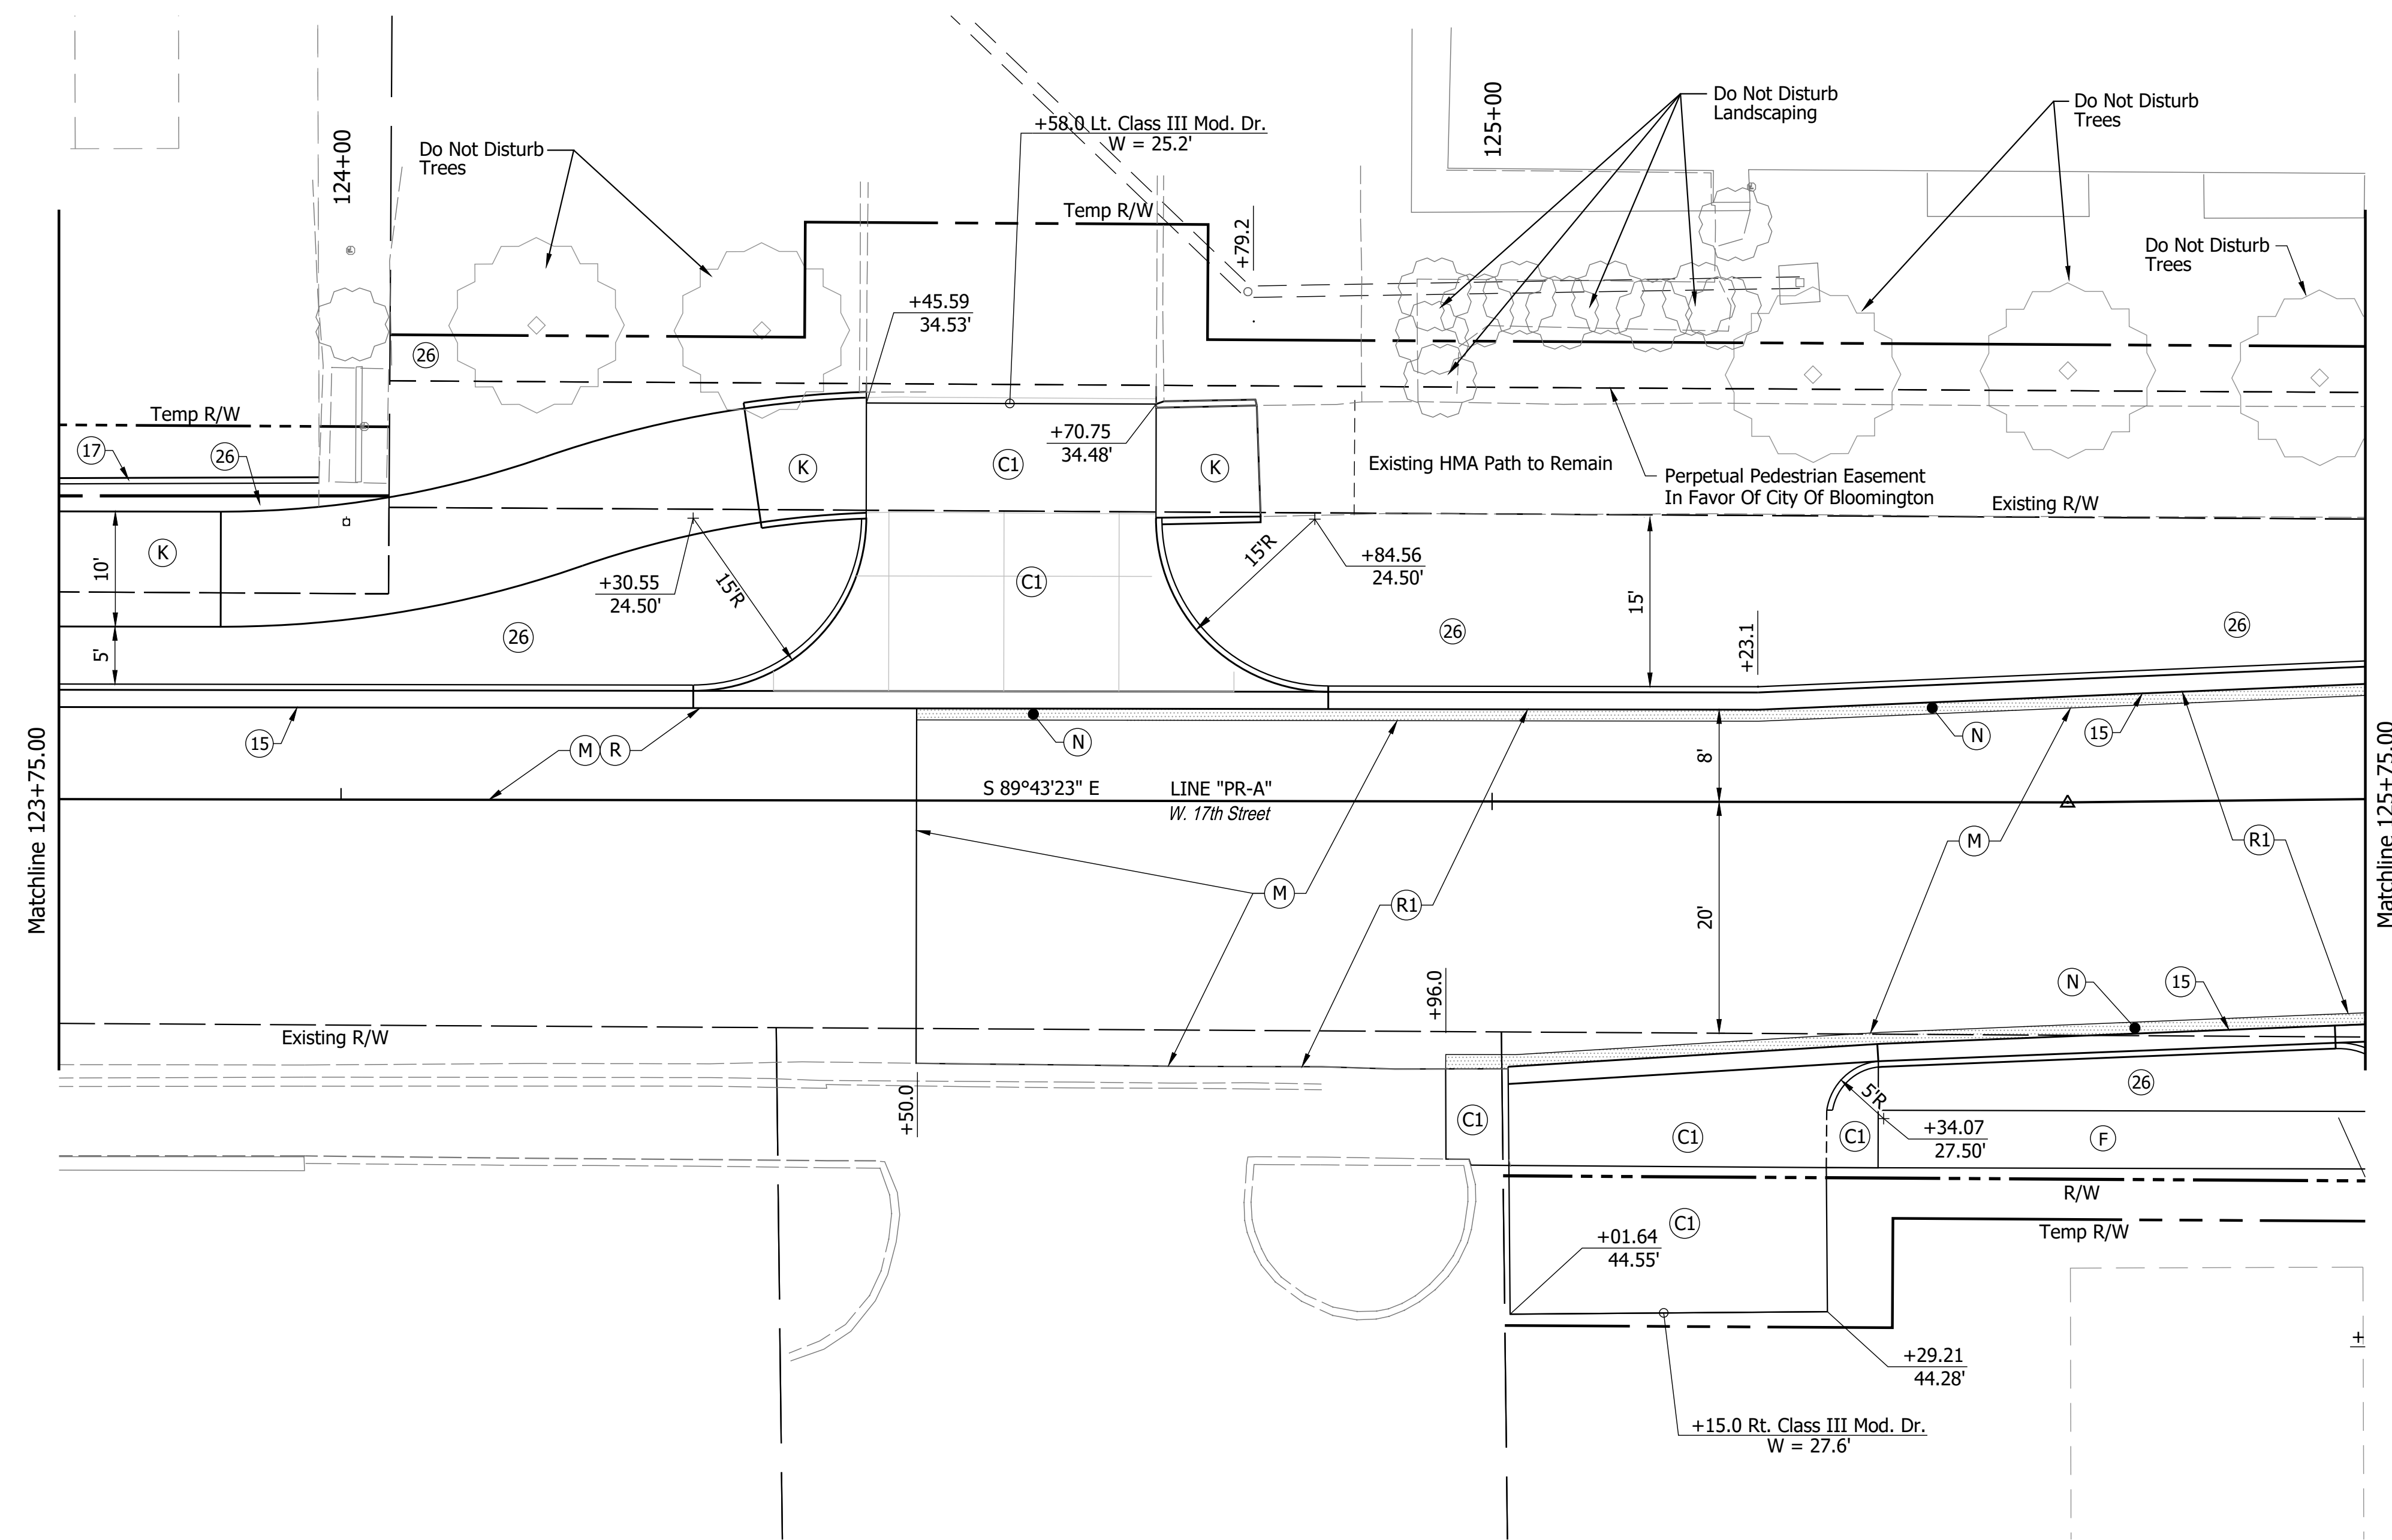 124+00
Do Not Disturb
Trees
+58.0 Lt. Class III Mod. Dr.
W = 25.2'
Temp R/W
+79.2
125+00
Do Not Disturb
Landscaping
Do Not Disturb
Trees
Do Not Disturb
Trees
+45.59
34.53'
26
Temp R/W
17
26
K
10'
5'
K
C1
+70.75
34.48'
K
Existing HMA Path to Remain
Perpetual Pedestrian Easement
In Favor Of City Of Bloomington
Existing R/W
+30.55
24.50'
15'R
C1
15'R
+84.56
24.50'
15'
+23.1
26
26
26
15
M R
N
N
15
8'
S 89°43'23" E
LINE "PR-A"
W. 17th Street
Matchline 123+75.00
Matchline 125+75.00
M
R1
20'
M
R1
+96.0
N
15
Existing R/W
+50.0
C1
C1
C1
5'R
+34.07
27.50'
26
F
R/W
Temp R/W
C1
+01.64
44.55'
+29.21
44.28'
+15.0 Rt. Class III Mod. Dr.
W = 27.6'
+